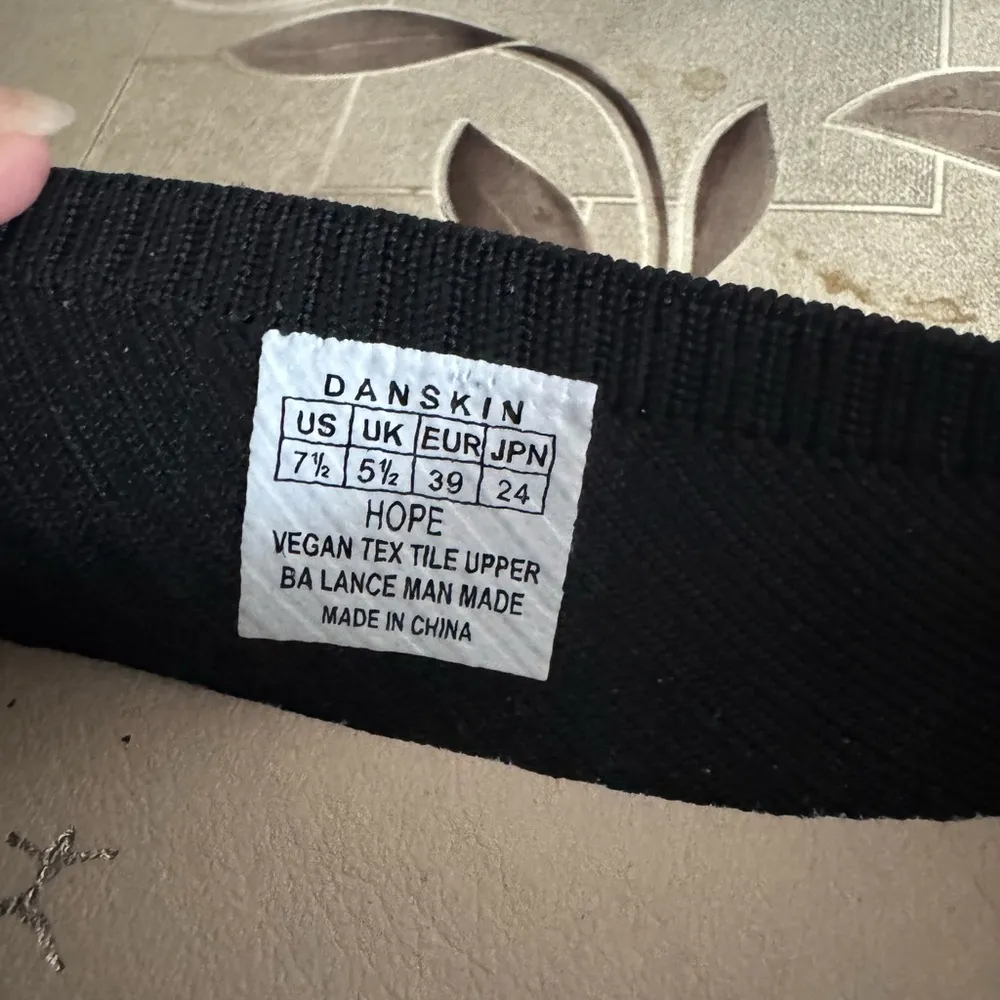 DANSKIN
US UK EUR JPN
7½ 5½ 39 24
HOPE
VEGAN TEX TILE UPPER
BA LANCE MAN MADE
MADE IN CHINA